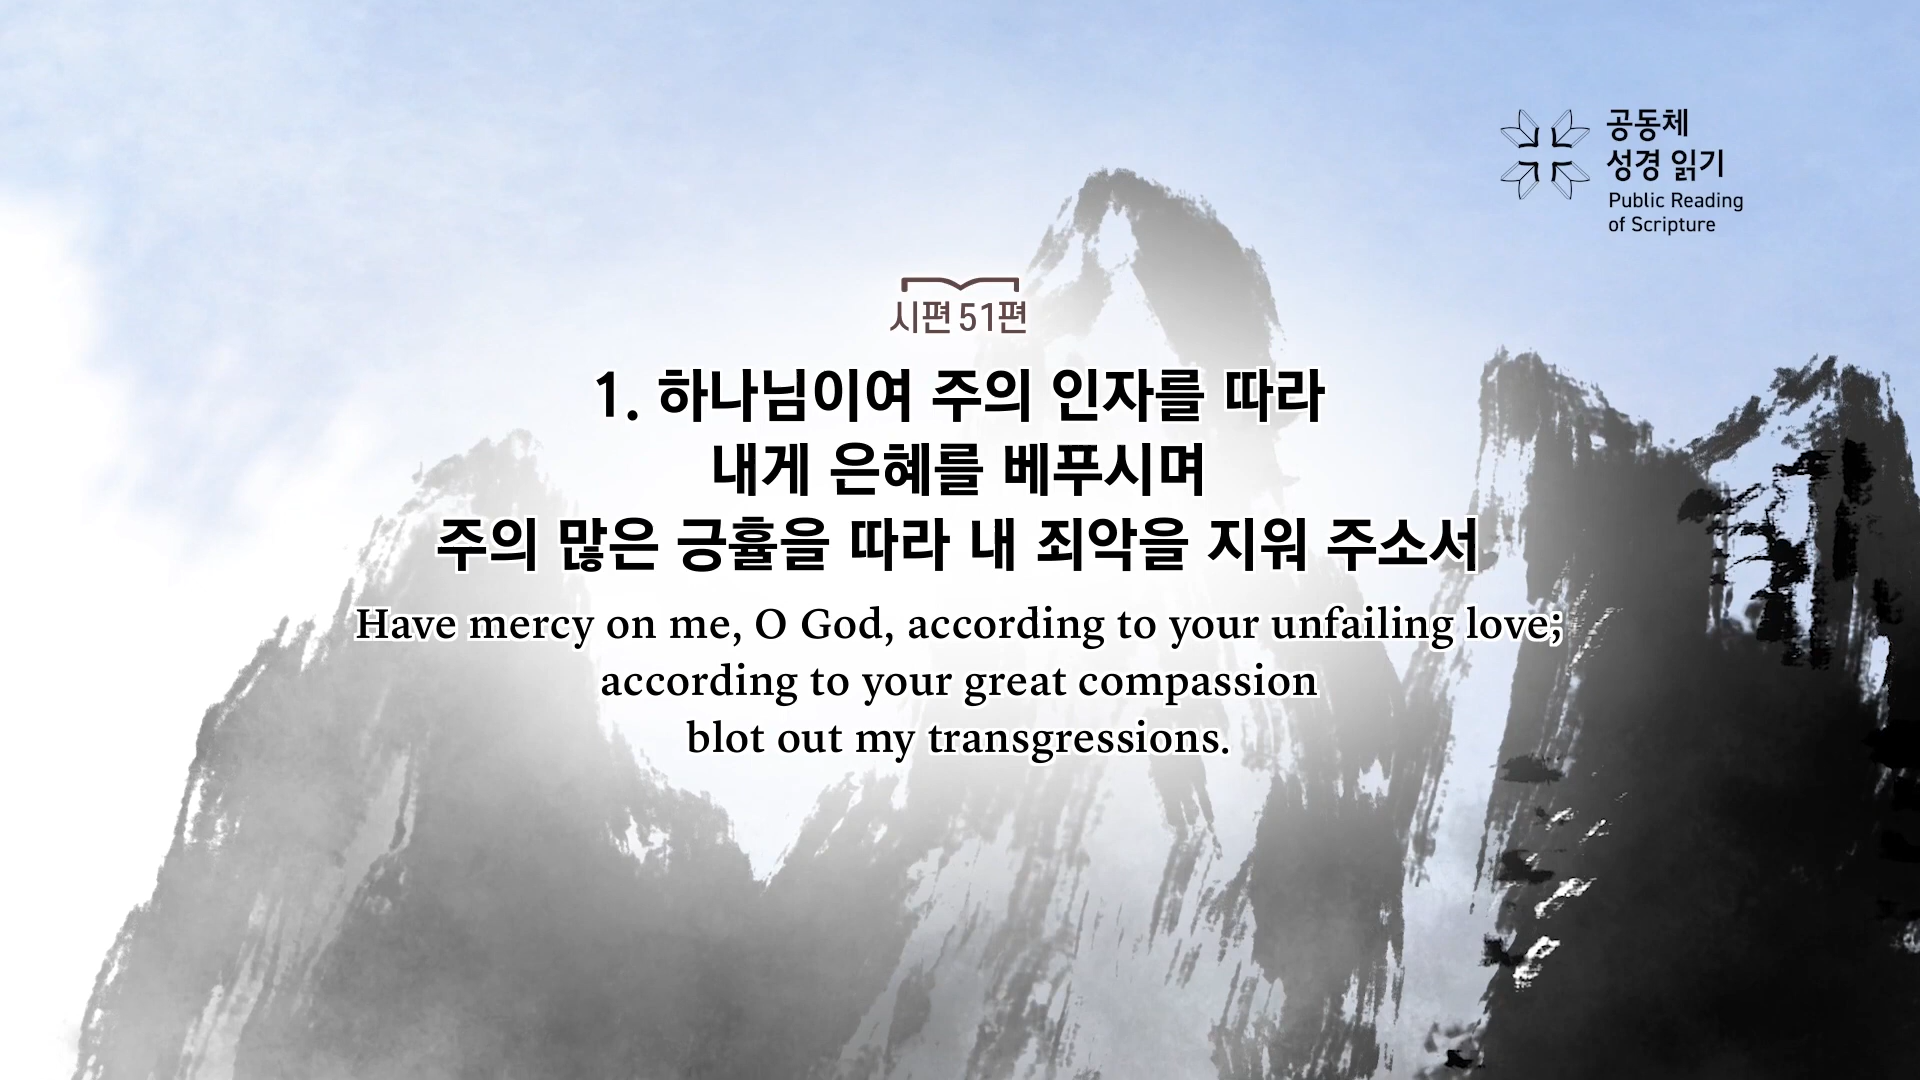 공동체
성경 읽기
Public Reading
of Scripture
시편 51편
1. 하나님이여 주의 인자를 따라
내게 은혜를 베푸시며
주의 많은 긍휼을 따라 내 죄악을 지워 주소서
Have mercy on me, O God, according to your unfailing love;
according to your great compassion
blot out my transgressions.